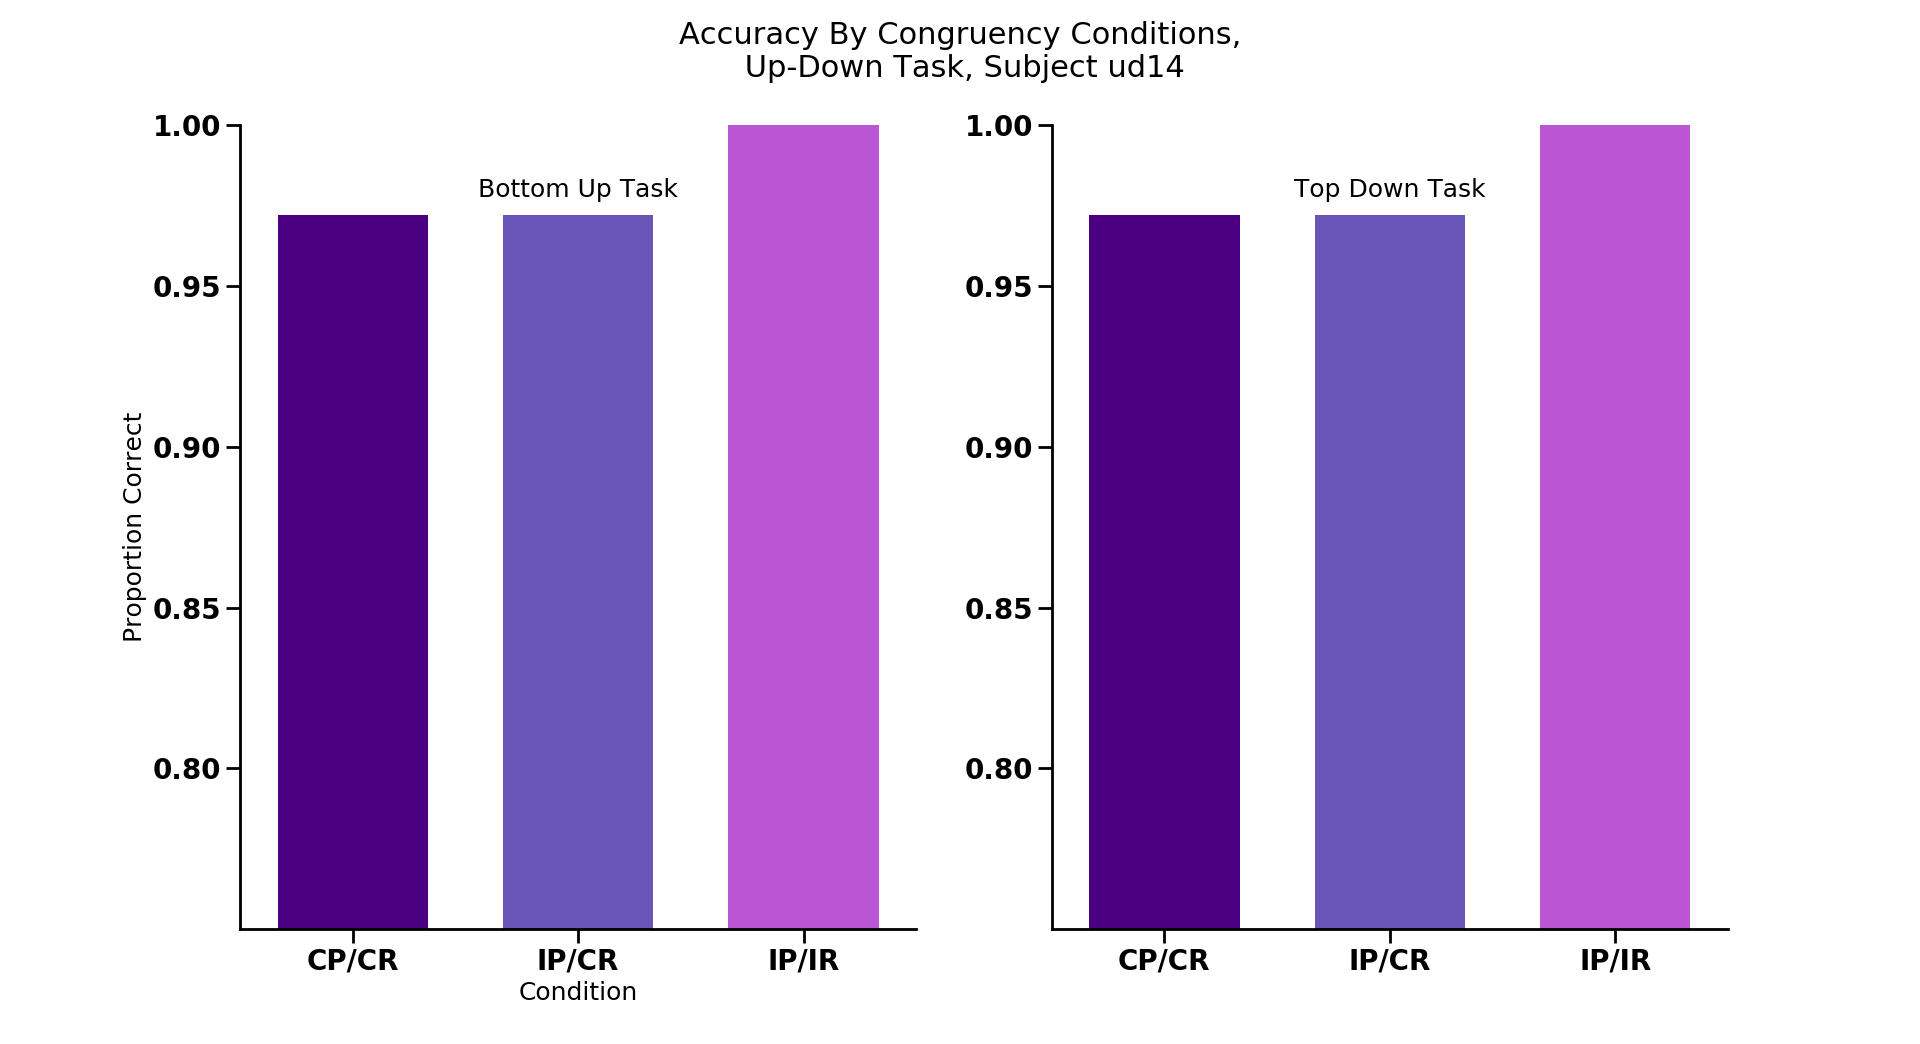 Accuracy By Congruency Conditions,
Up-Down Task, Subject ud14
Bottom Up Task
1.00
0.95
0.90
0.85
0.80
Proportion Correct
CP/CR IP/CR IP/IR
Condition
Top Down Task
1.00
0.95
0.90
0.85
0.80
CP/CR IP/CR IP/IR